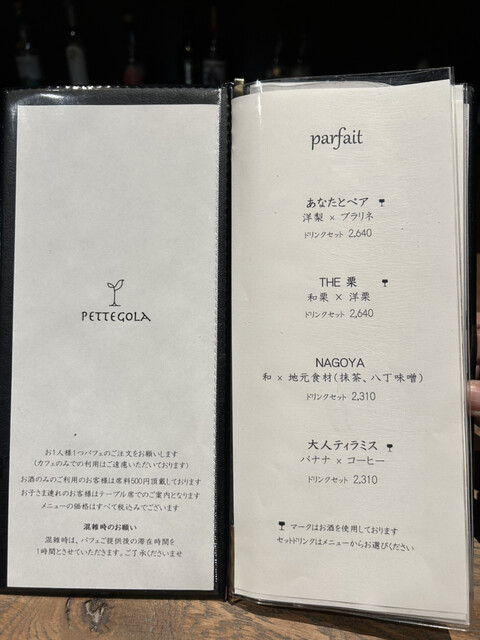 PETTEGOLA
お1人様1つパフェのご注文をお願いします
(カフェのみでの利用はご遠慮いただいております)
お酒のみのご利用のお客様は席料500円頂戴しております
お子さま連れのお客様はテーブル席でのご案内となります
メニューの価格はすべて税込みでございます
混雑時のお願い
混雑時は、パフェご提供後の滞在時間を
1時間とさせていただきます。ご了承くださいませ
parfait
あなたとペア
洋梨 × プラリネ
ドリンクセット 2,640
THE 栗
和栗 × 洋栗
ドリンクセット 2,640
NAGOYA
和 × 地元食材(抹茶、八丁味噌)
ドリンクセット 2,310
大人ティラミス
バナナ × コーヒー
ドリンクセット 2,310
マークはお酒を使用しております
セットドリンクはメニューからお選びください